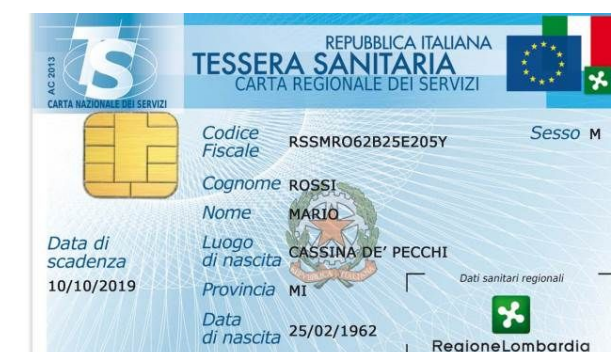 REPUBBLICA ITALIANA
TESSERA SANITARIA
CARTA REGIONALE DEI SERVIZI
AC 2013
TS
CARTA NAZIONALE DEI SERVIZI
Codice Fiscale RSSMRO62B25E205Y Sesso M
Cognome ROSSI
Nome MARIO
Luogo di nascita CASSINA DE' PECCHI
Data di scadenza
10/10/2019
Provincia MI
Data di nascita 25/02/1962
Dati sanitari regionali
RegioneLombardia